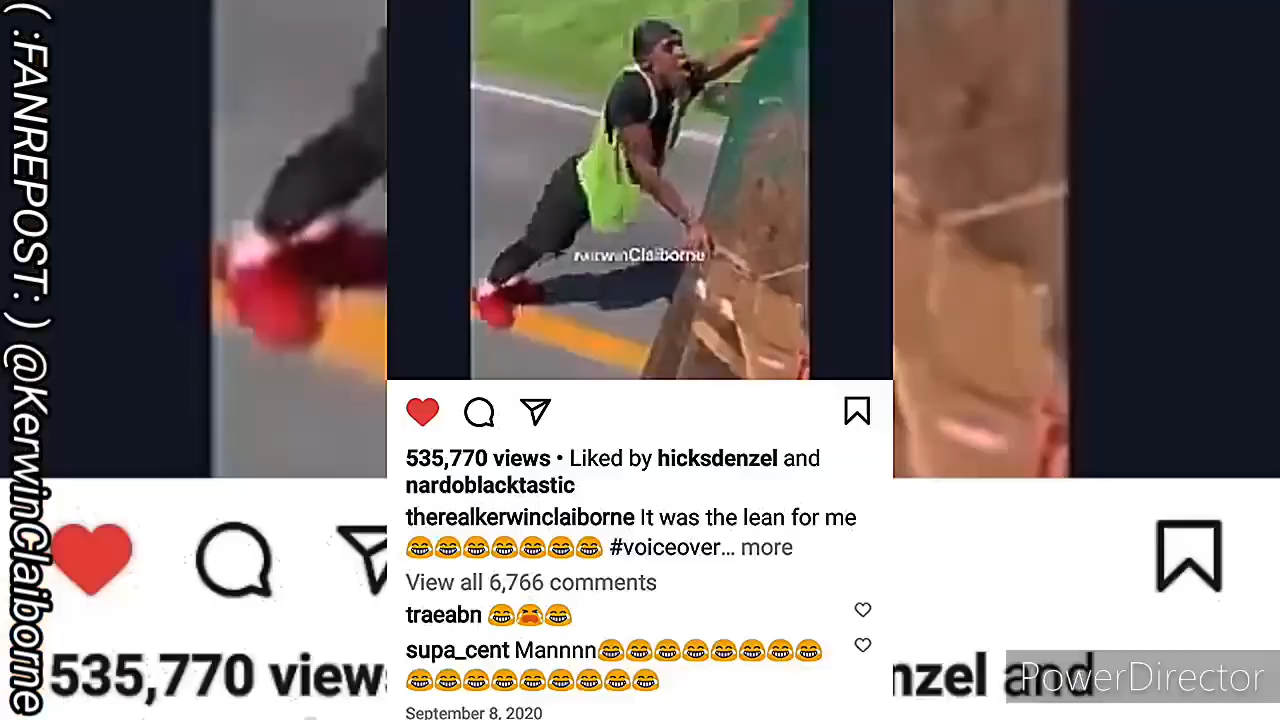 ( :FANREPOST: ) @KerwinClaiborne
KerwinClaiborne
535,770 views • Liked by hicksdenzel and
nardoblacktastic
therealkerwinclaiborne It was the lean for me
😂😂😂😂😂😂😂 #voiceover... more
View all 6,766 comments
traeabn 😂😭😂
supa_cent Mannnn😂😂😂😂😂😂😂😂
😂😂😂😂😂😂😂😂😂
September 8, 2020
535,770 views
nzel and
PowerDirector